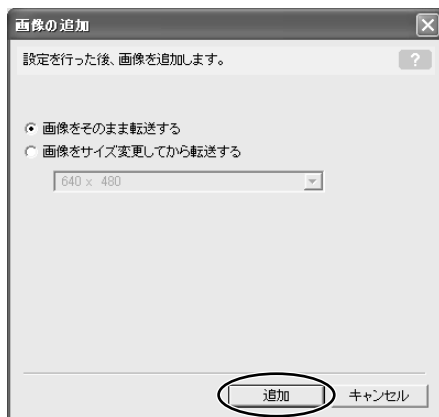 画像の追加
設定を行った後、画像を追加します。
?
画像をそのまま転送する
画像をサイズ変更してから転送する
640 x 480
追加
キャンセル